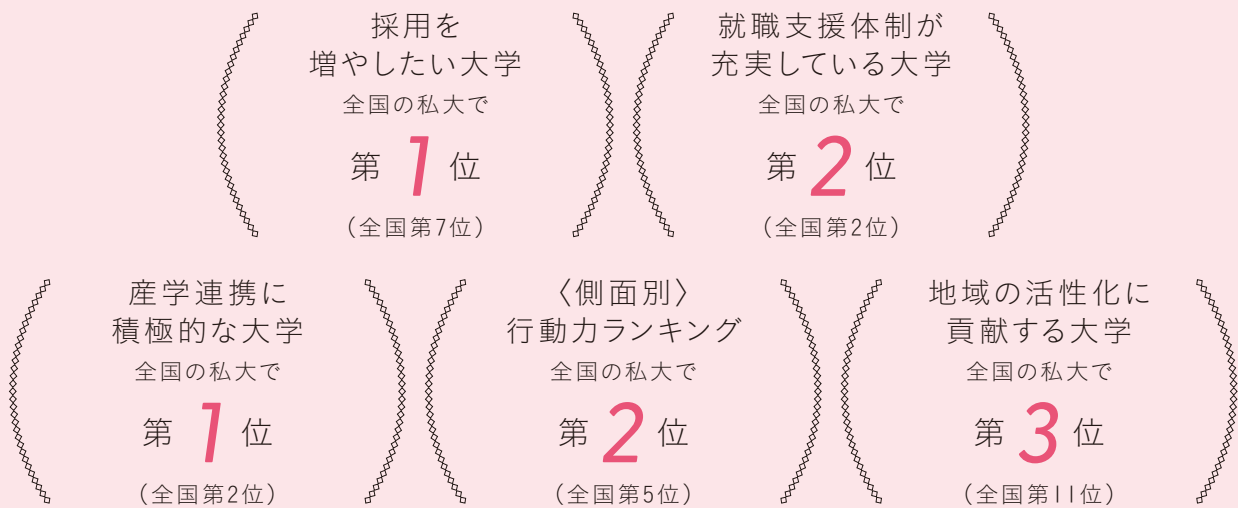 採用を
増やしたい大学
全国の私大で
第1位
(全国第7位)
就職支援体制が
充実している大学
全国の私大で
第2位
(全国第2位)
産学連携に
積極的な大学
全国の私大で
第1位
(全国第2位)
〈側面別〉
行動力ランキング
全国の私大で
第2位
(全国第5位)
地域の活性化に
貢献する大学
全国の私大で
第3位
(全国第11位)